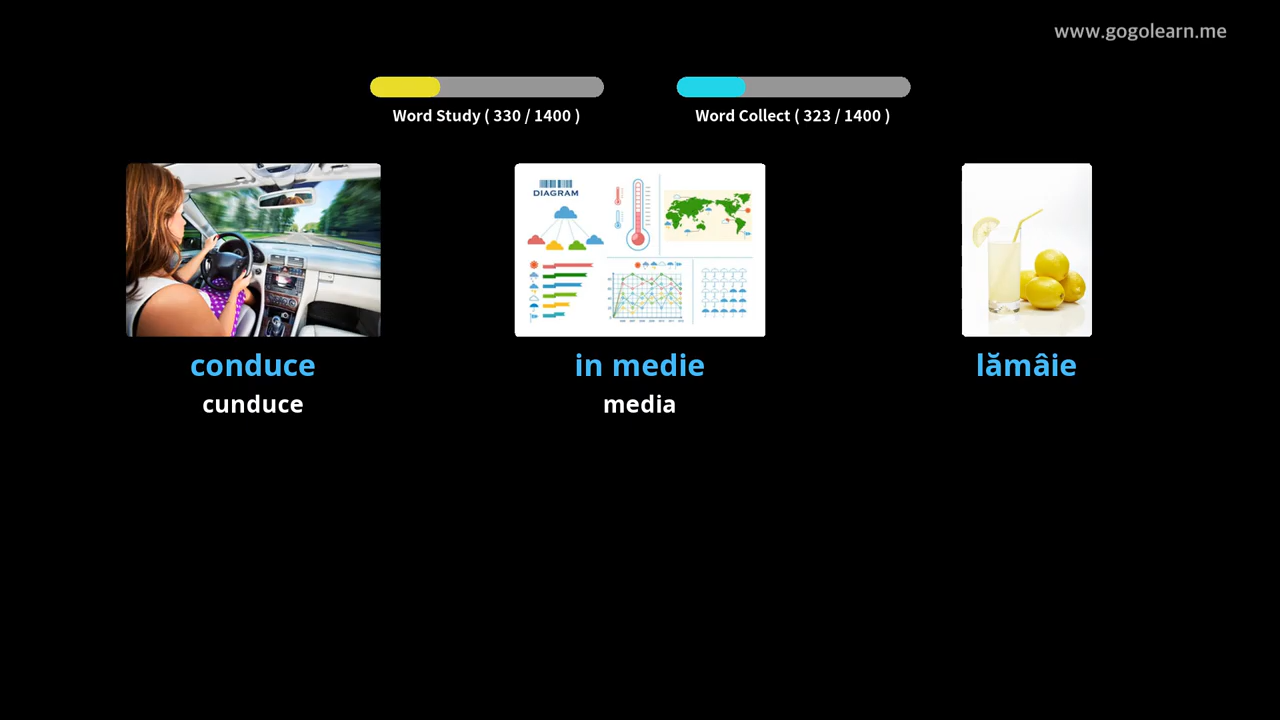 www.gogolearn.me
Word Study ( 330 / 1400 )
Word Collect ( 323 / 1400 )
DIAGRAM
conduce
cunduce
in medie
media
lămâie